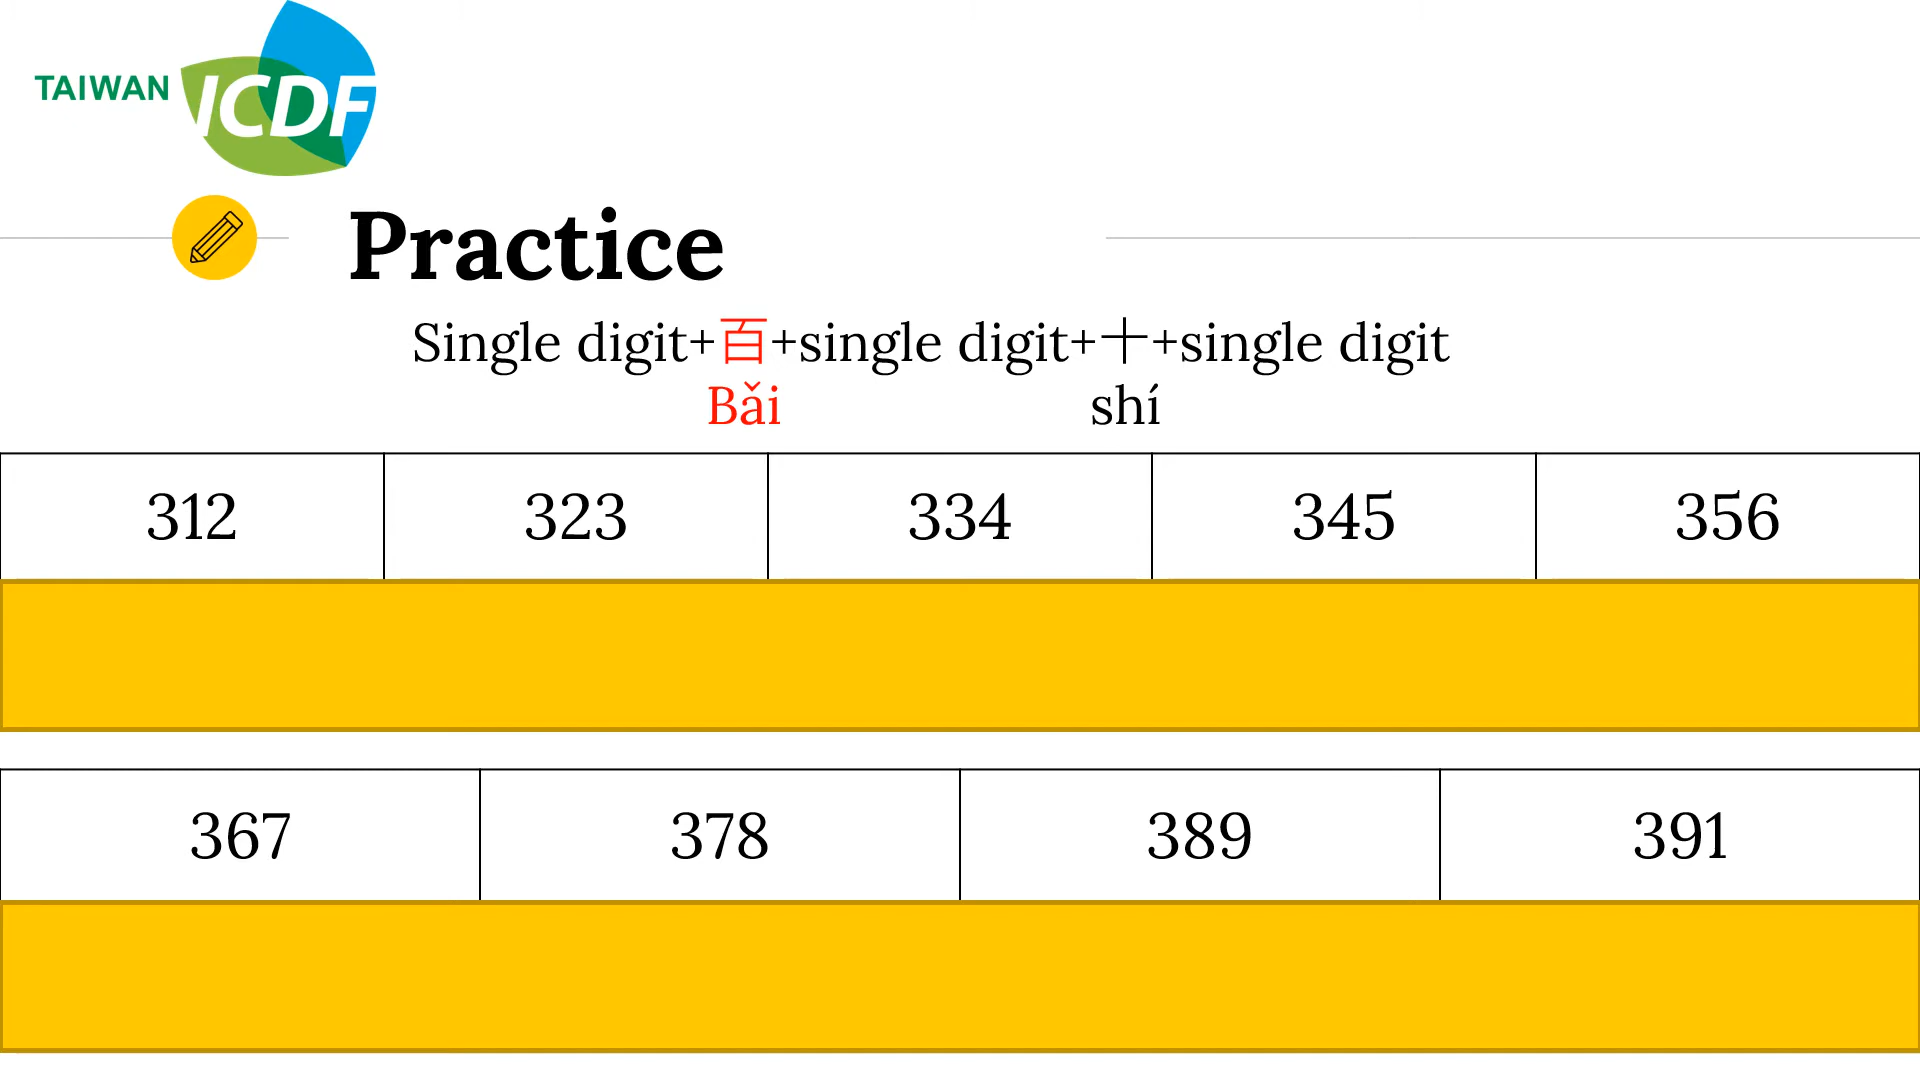 TAIWAN ICDF
Practice
Single digit+百+single digit+十+single digit
Bǎi shí
312 323 334 345 356
367 378 389 391